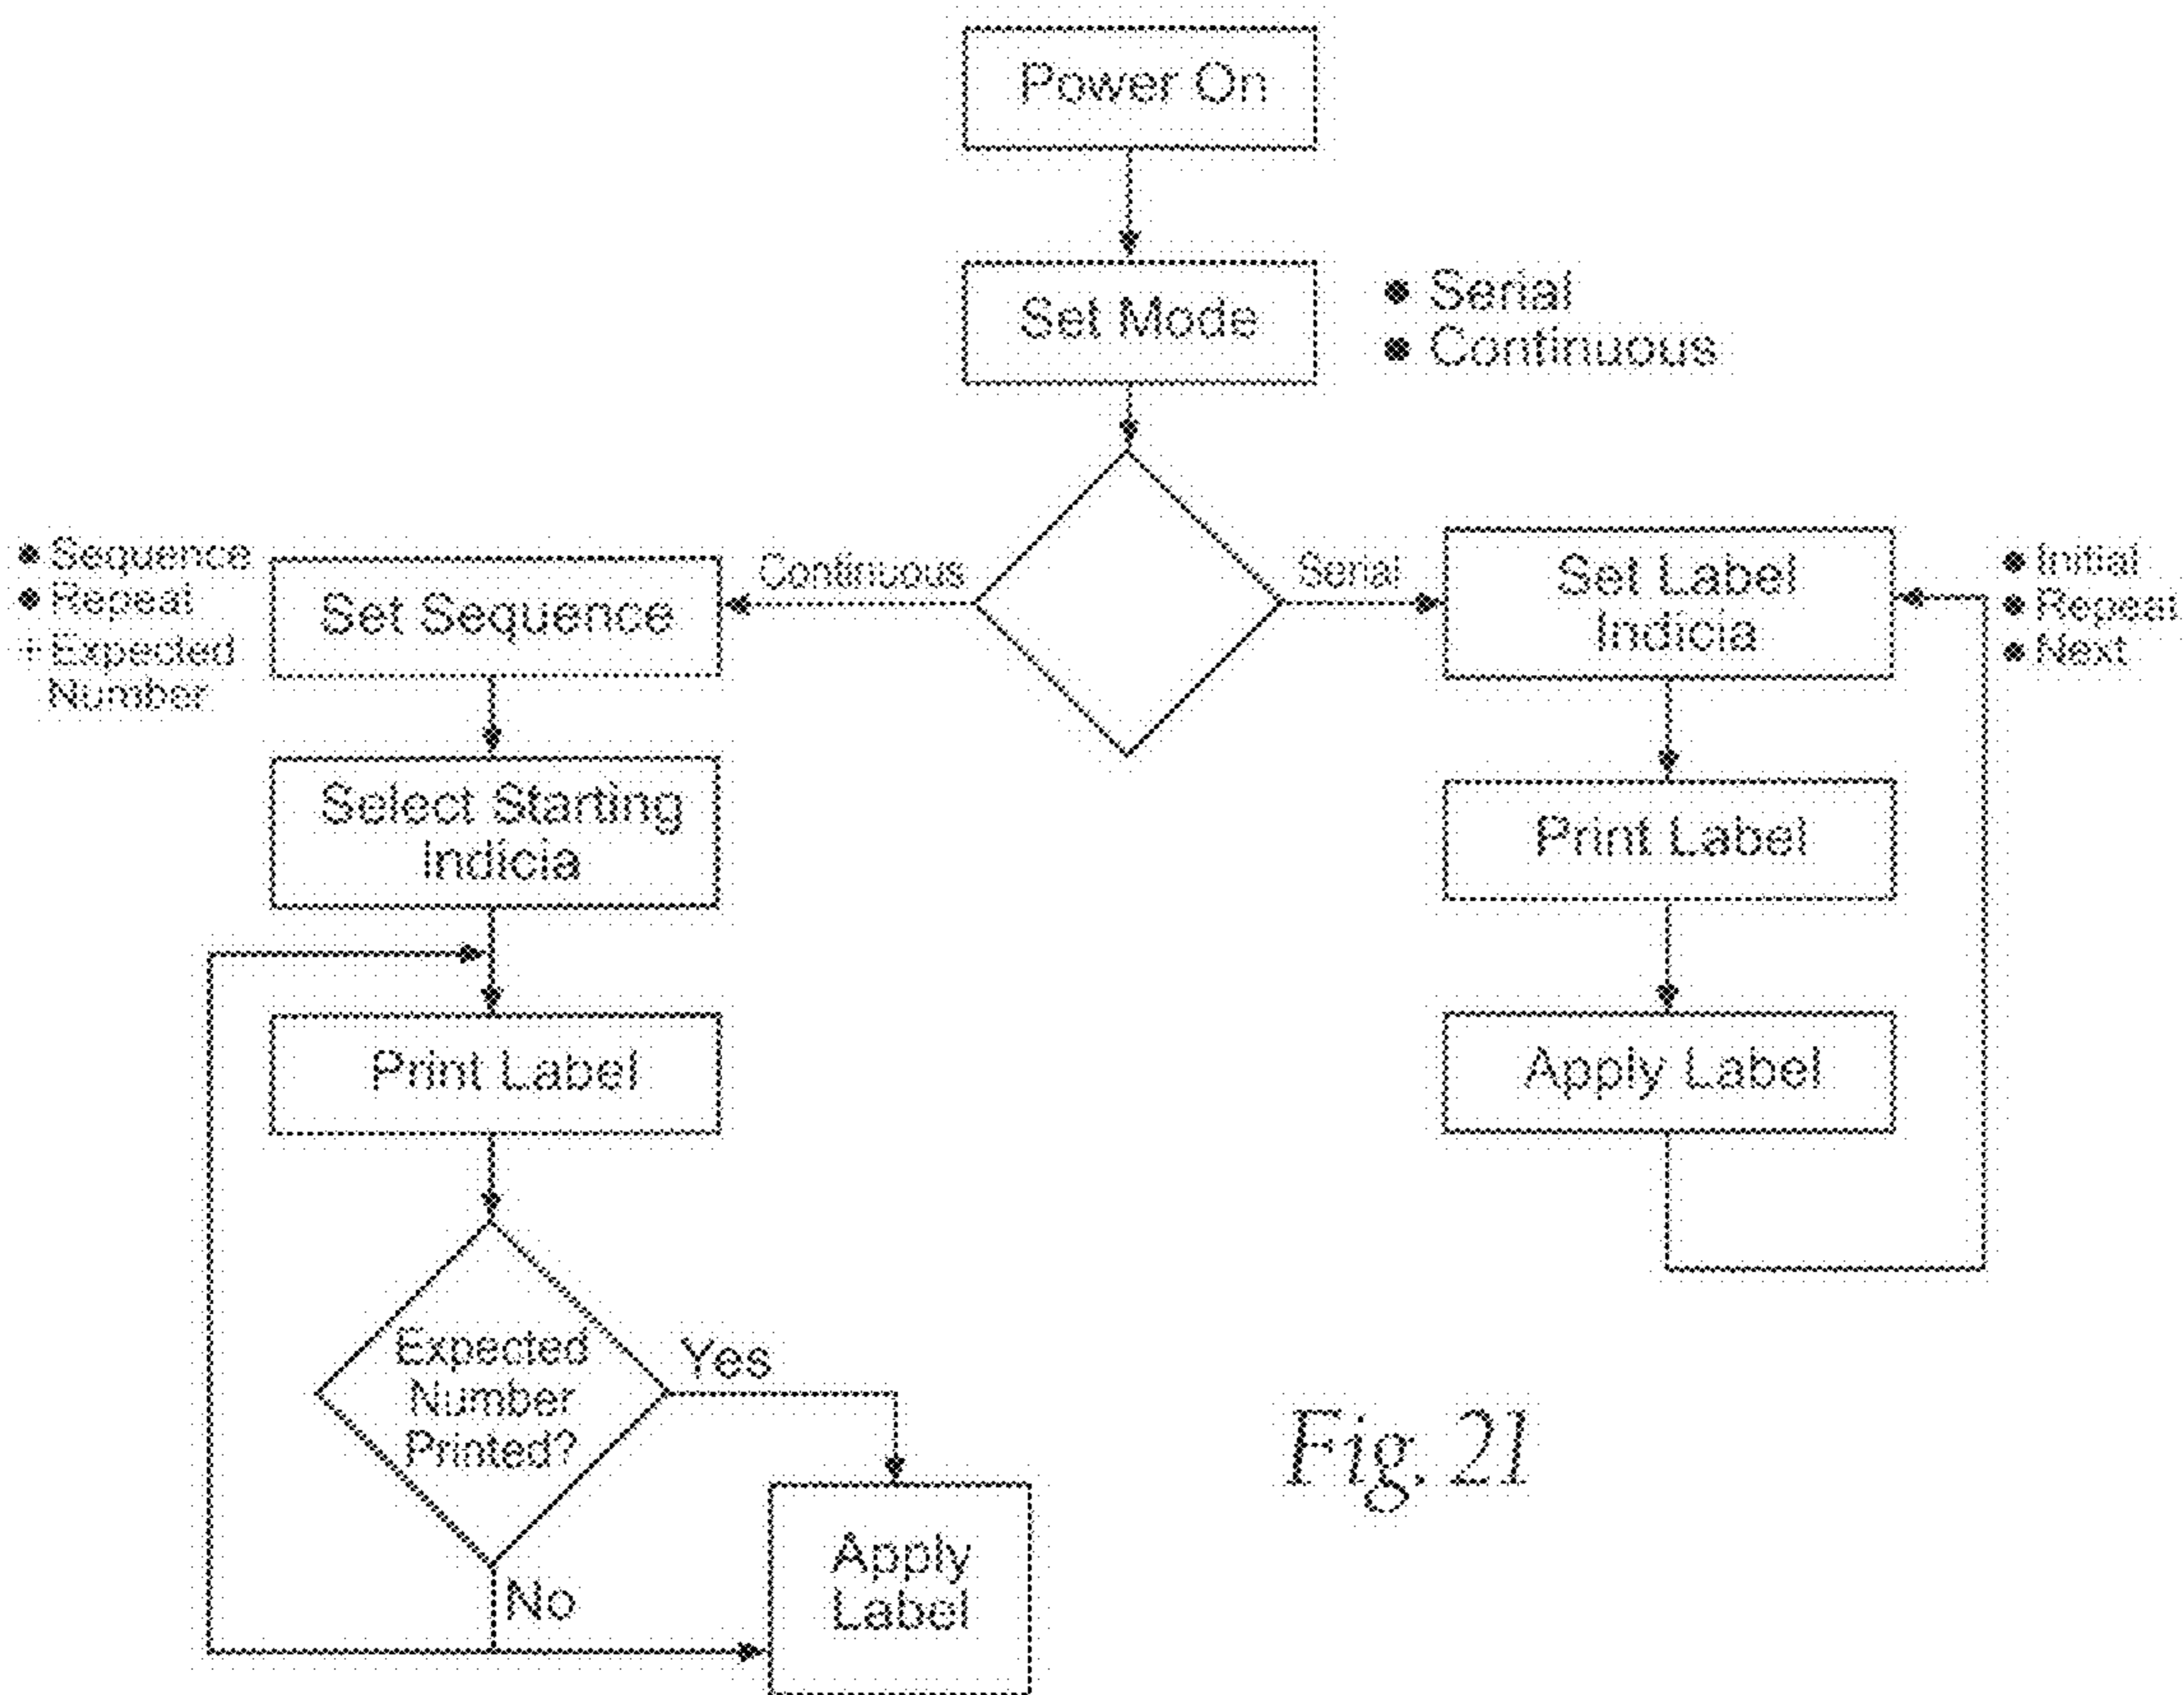 Power On
Set Mode
● Serial
● Continuous
● Sequence
● Repeat
+ Expected
Number
Set Sequence
Continuous
Serial
Set Label
Indicia
● Initial
● Repeat
● Next
Select Starting
Indicia
Print Label
Print Label
Apply Label
Expected
Number
Printed?
Yes
No
Apply
Label
Fig. 21